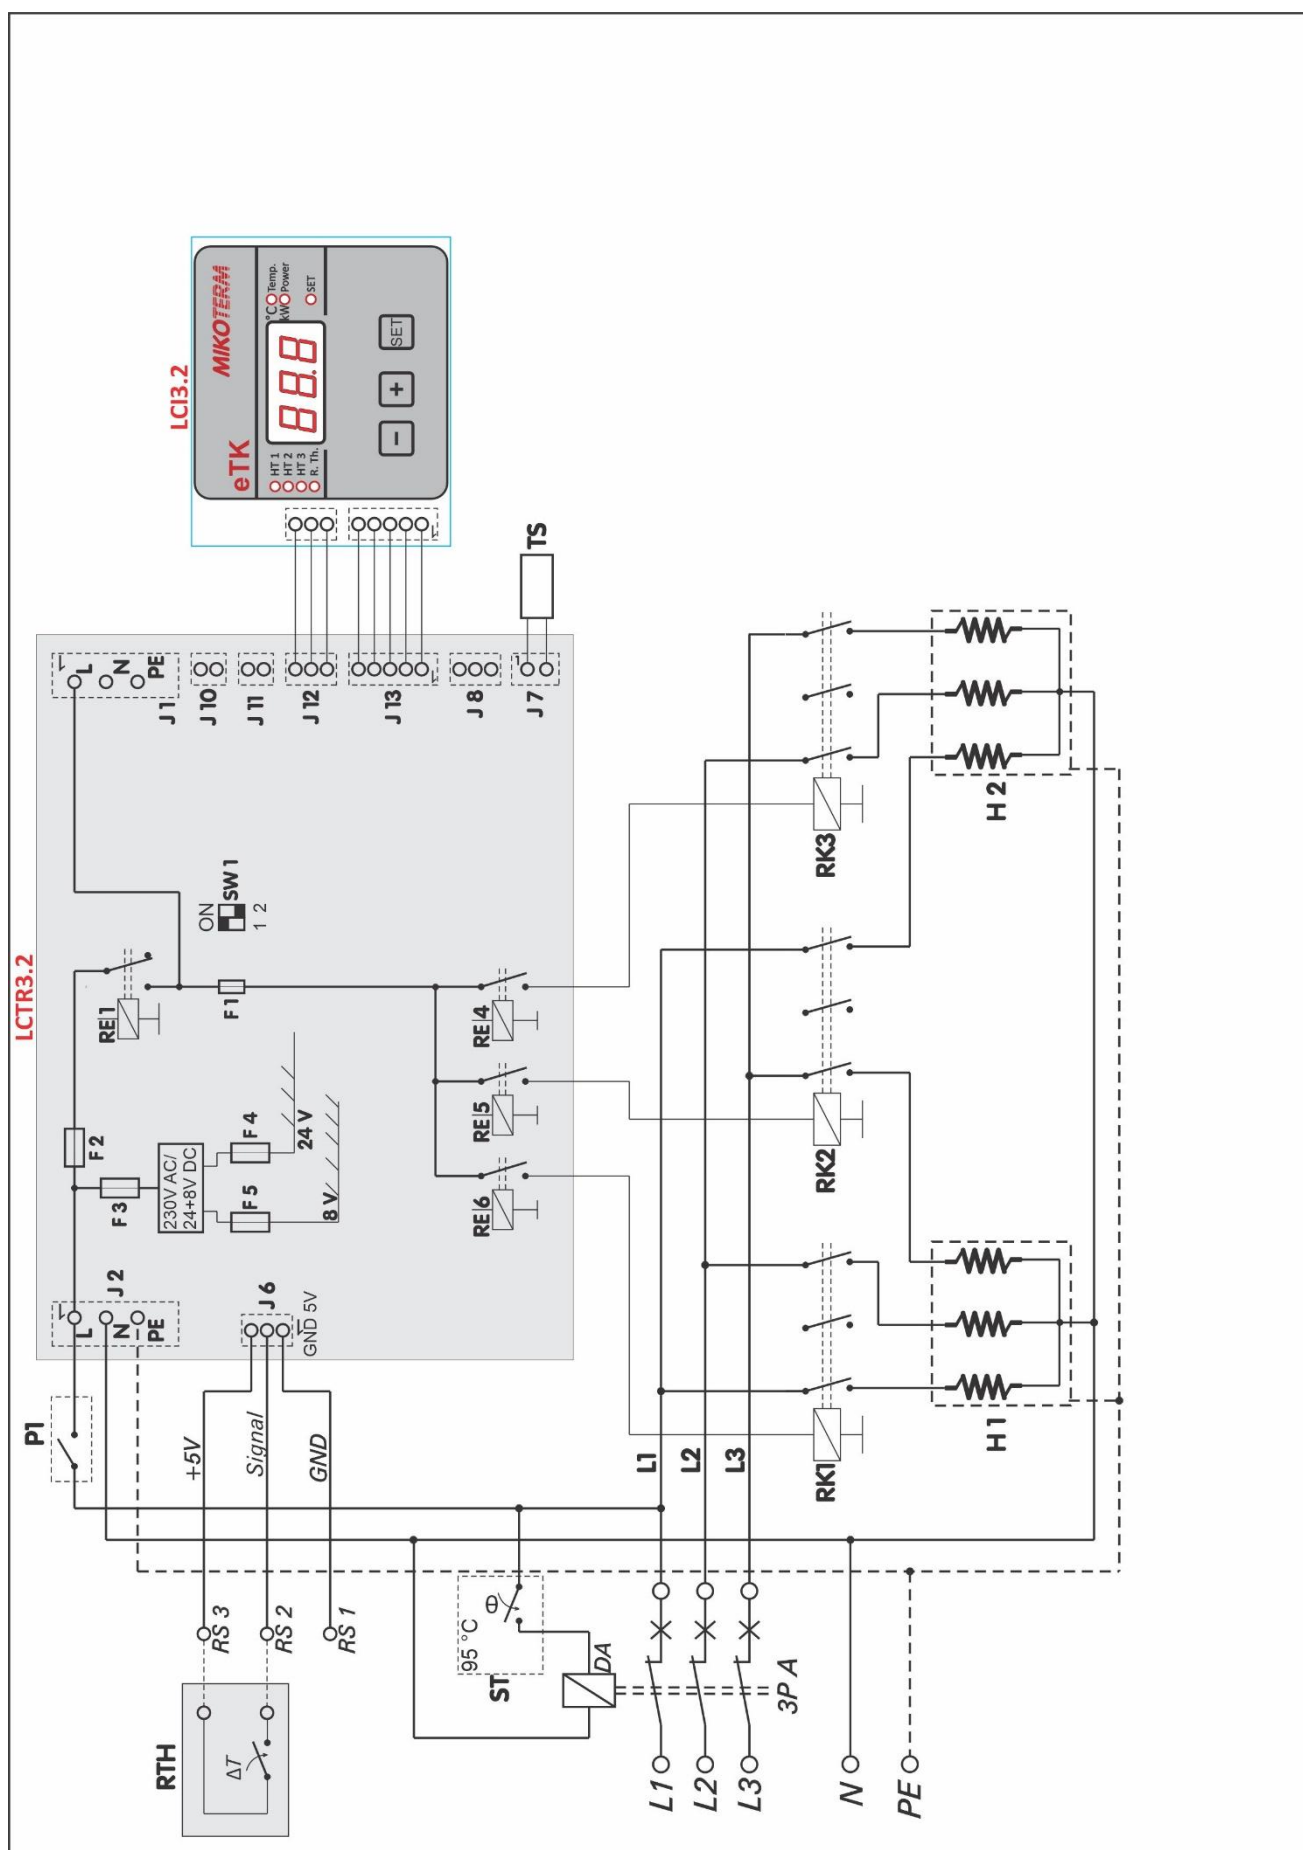 LCTR3.2
LCI3.2
P1
J 2
L
N
PE
F 2
F 3
230V AC/
24+8V DC
F 4
F 5
24 V
8 V
RE1
F1
ON
SW 1
1 2
1
L
N
PE
J 1
J 10
J 11
J 12
J 13
J 8
J 7
TS
eTK
MIKOTERM
HT 1
HT 2
HT 3
R. Th.
88.8
°C
kW
Temp.
Power
SET
−
+
SET
RTH
ΔT
RS 3
RS 2
RS 1
+5V
Signal
GND
J 6
1
GND 5V
RE 6
RE 5
RE 4
95 °C
θ
ST
DA
3P A
L1
L2
L3
N
PE
L1
L2
L3
RK1
RK2
RK3
H 1
H 2